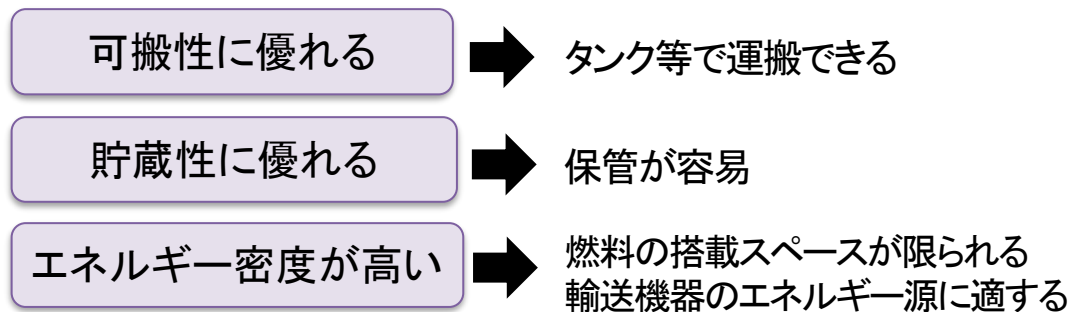 可搬性に優れる
タンク等で運搬できる
貯蔵性に優れる
保管が容易
エネルギー密度が高い
燃料の搭載スペースが限られる
輸送機器のエネルギー源に適する